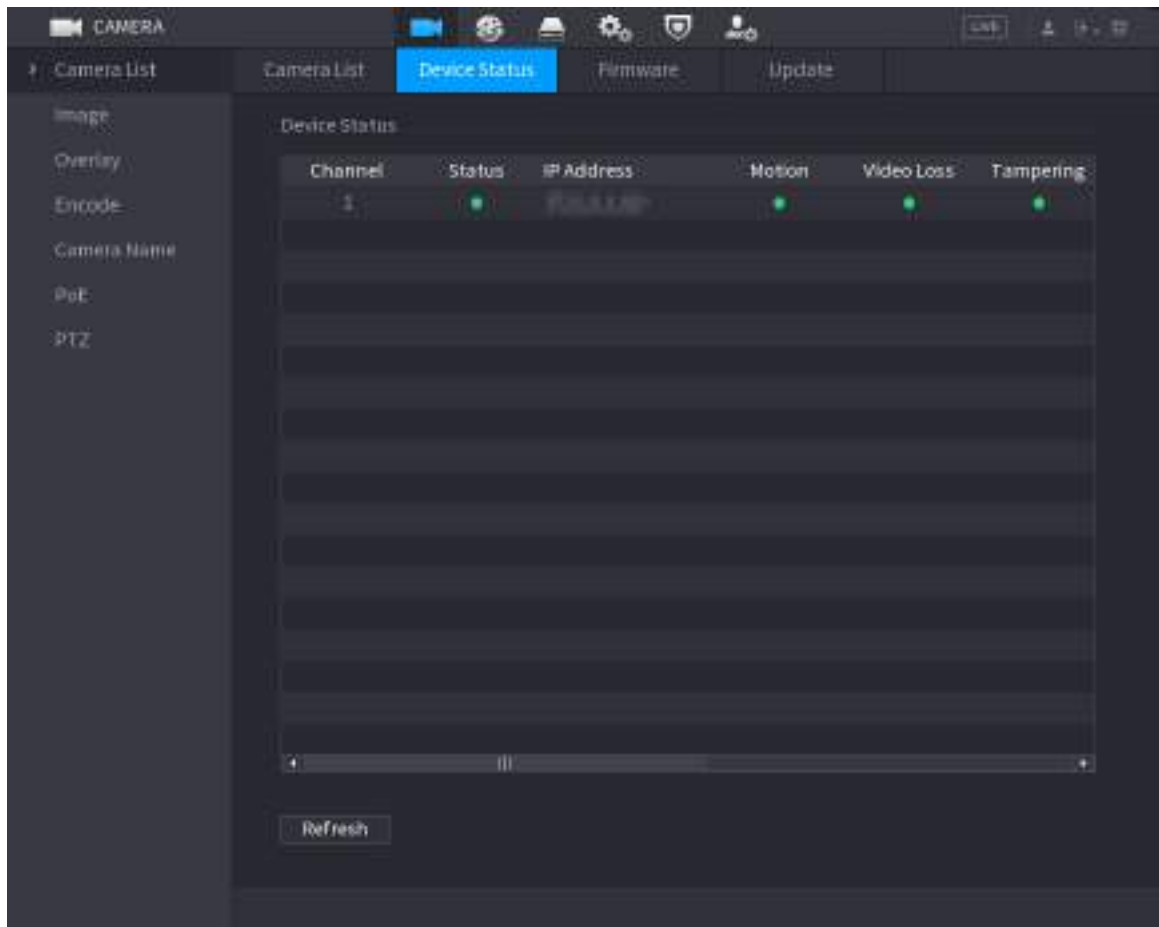 CAMERA LIVE
Camera List Camera List Device Status Firmware Update
Image
Device Status
Overlay
Channel Status IP Address Motion Video Loss Tampering
Encode
1
Camera Name
PoE
PTZ
Refresh